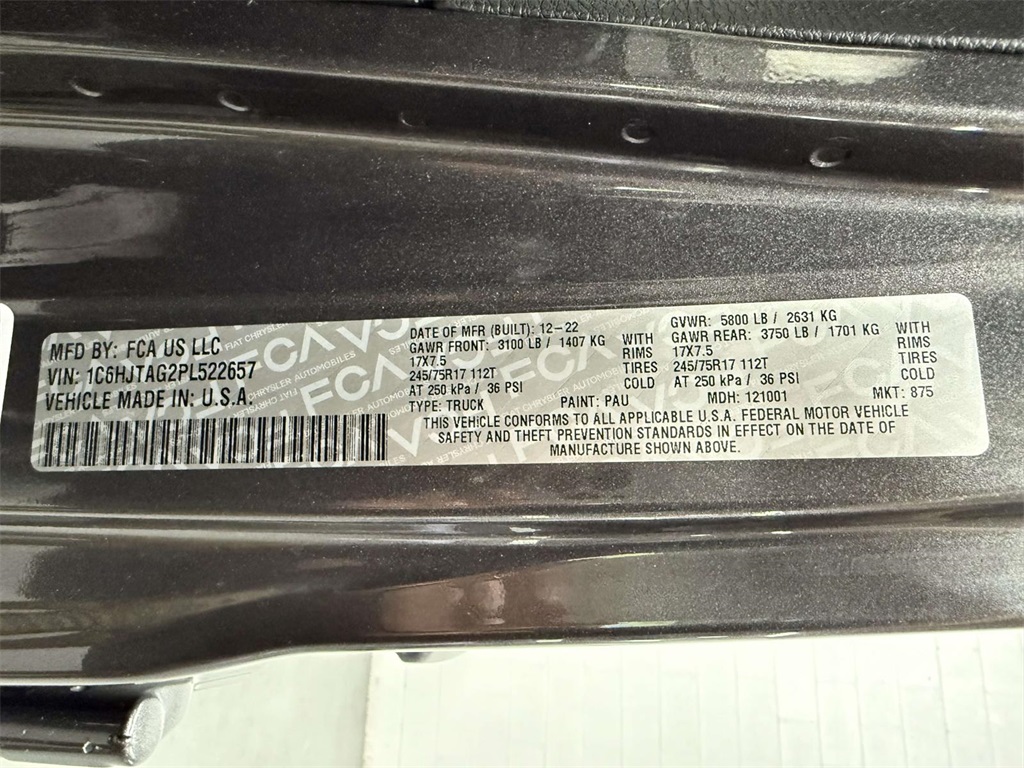 MFD BY: FCA US LLC
VIN: 1C6HJTAG2PL522657
VEHICLE MADE IN: U.S.A.
DATE OF MFR (BUILT): 12-22
GAWR FRONT: 3100 LB / 1407 KG WITH
17X7.5 RIMS
245/75R17 112T TIRES
AT 250 kPa / 36 PSI COLD
GVWR: 5800 LB / 2631 KG
GAWR REAR: 3750 LB / 1701 KG WITH
17X7.5 RIMS
245/75R17 112T TIRES
AT 250 kPa / 36 PSI COLD
TYPE: TRUCK PAINT: PAU MDH: 121001 MKT: 875
THIS VEHICLE CONFORMS TO ALL APPLICABLE U.S.A. FEDERAL MOTOR VEHICLE
SAFETY AND THEFT PREVENTION STANDARDS IN EFFECT ON THE DATE OF
MANUFACTURE SHOWN ABOVE.